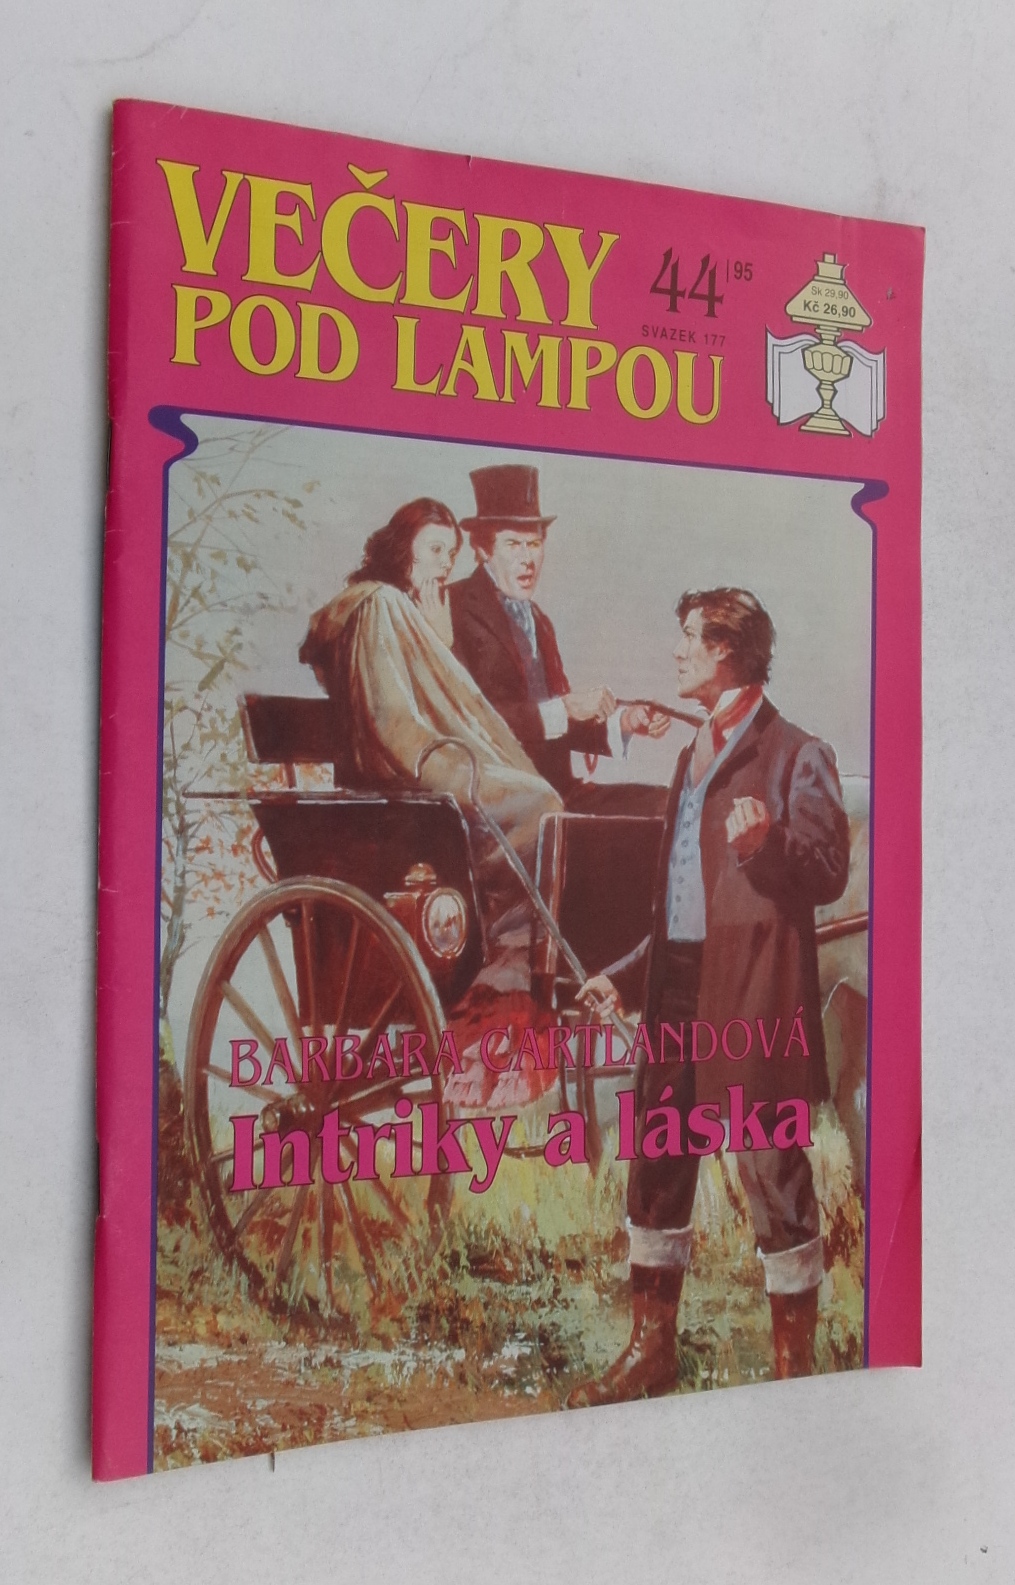 VEČERY
POD LAMPOU
44|95
SVAZEK 177
Sk 29,90
Kč 26,90
BARBARA CARTLANDOVÁ
Intriky a láska